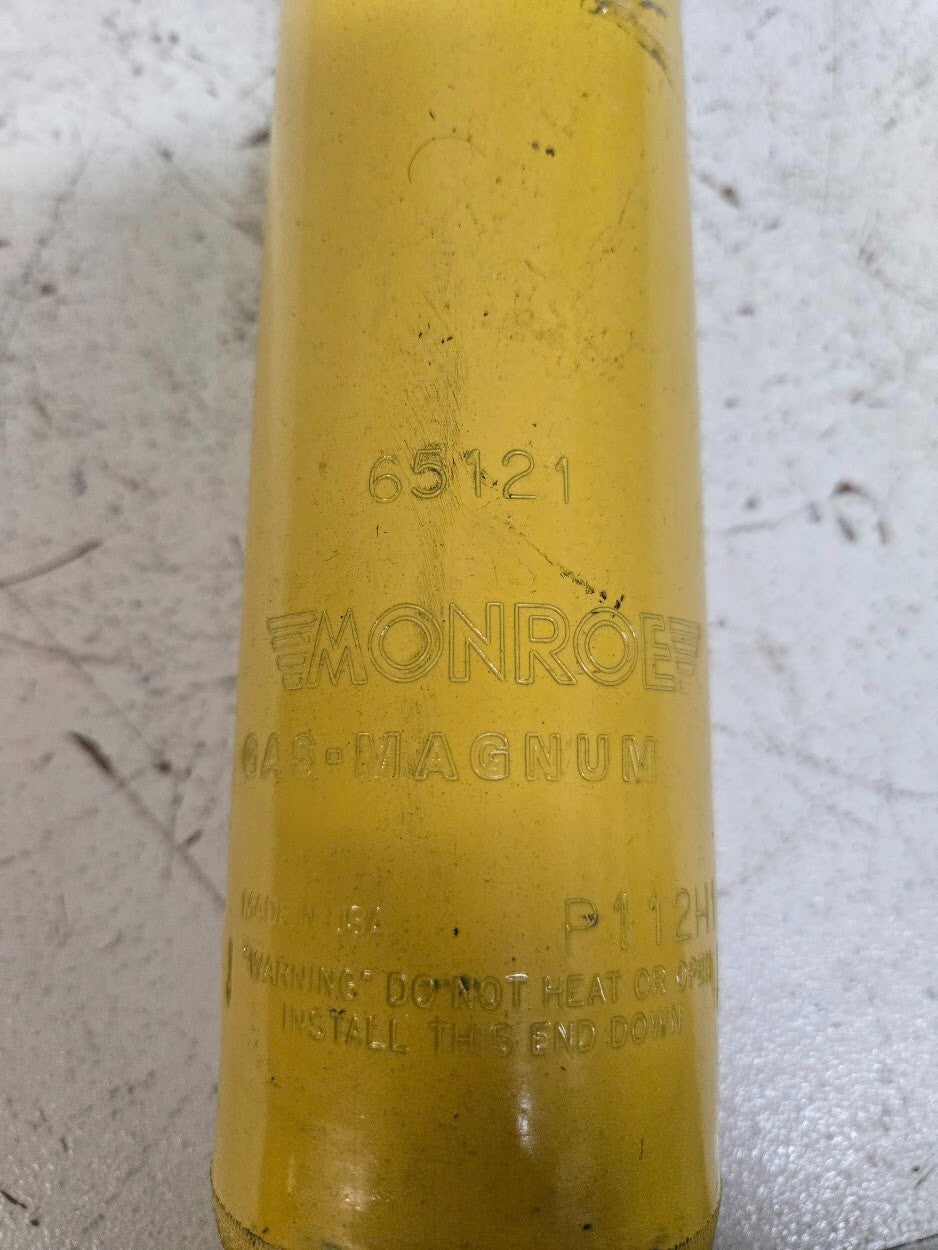 65121
MONROE
GAS-MAGNUM
MADE IN USA
P112H
"WARNING" DO NOT HEAT OR OPEN
INSTALL THIS END DOWN